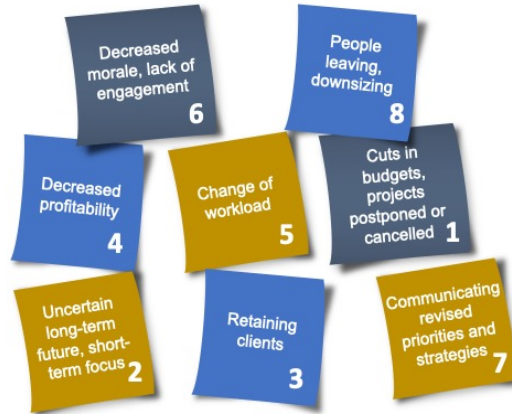 Decreased
morale, lack of
engagement
6
People
leaving,
downsizing
8
Decreased
profitability
4
Change of
workload
5
Cuts in
budgets,
projects
postponed or
cancelled
1
Uncertain
long-term
future, short-
term focus
2
Retaining
clients
3
Communicating
revised
priorities and
strategies
7